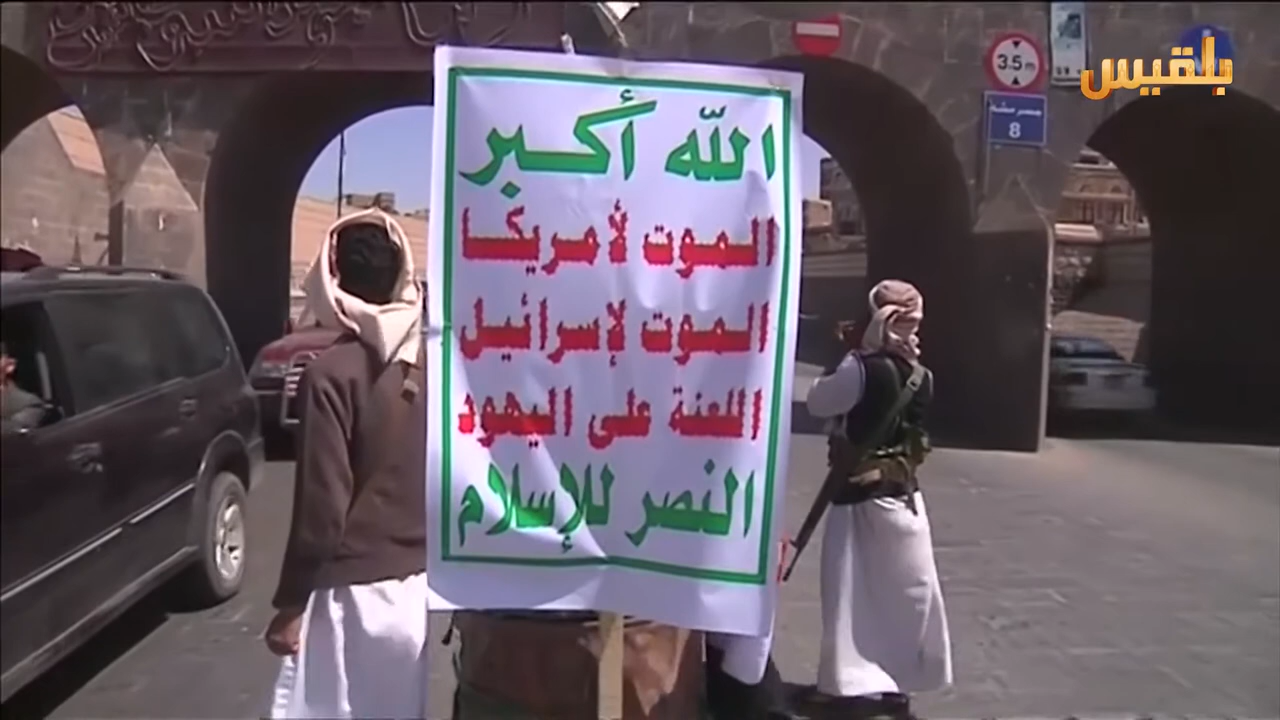 الله أكبر
الموت لأمريكا
الموت لإسرائيل
اللعنة على اليهود
النصر للإسلام
بلقيس
3.5m
8